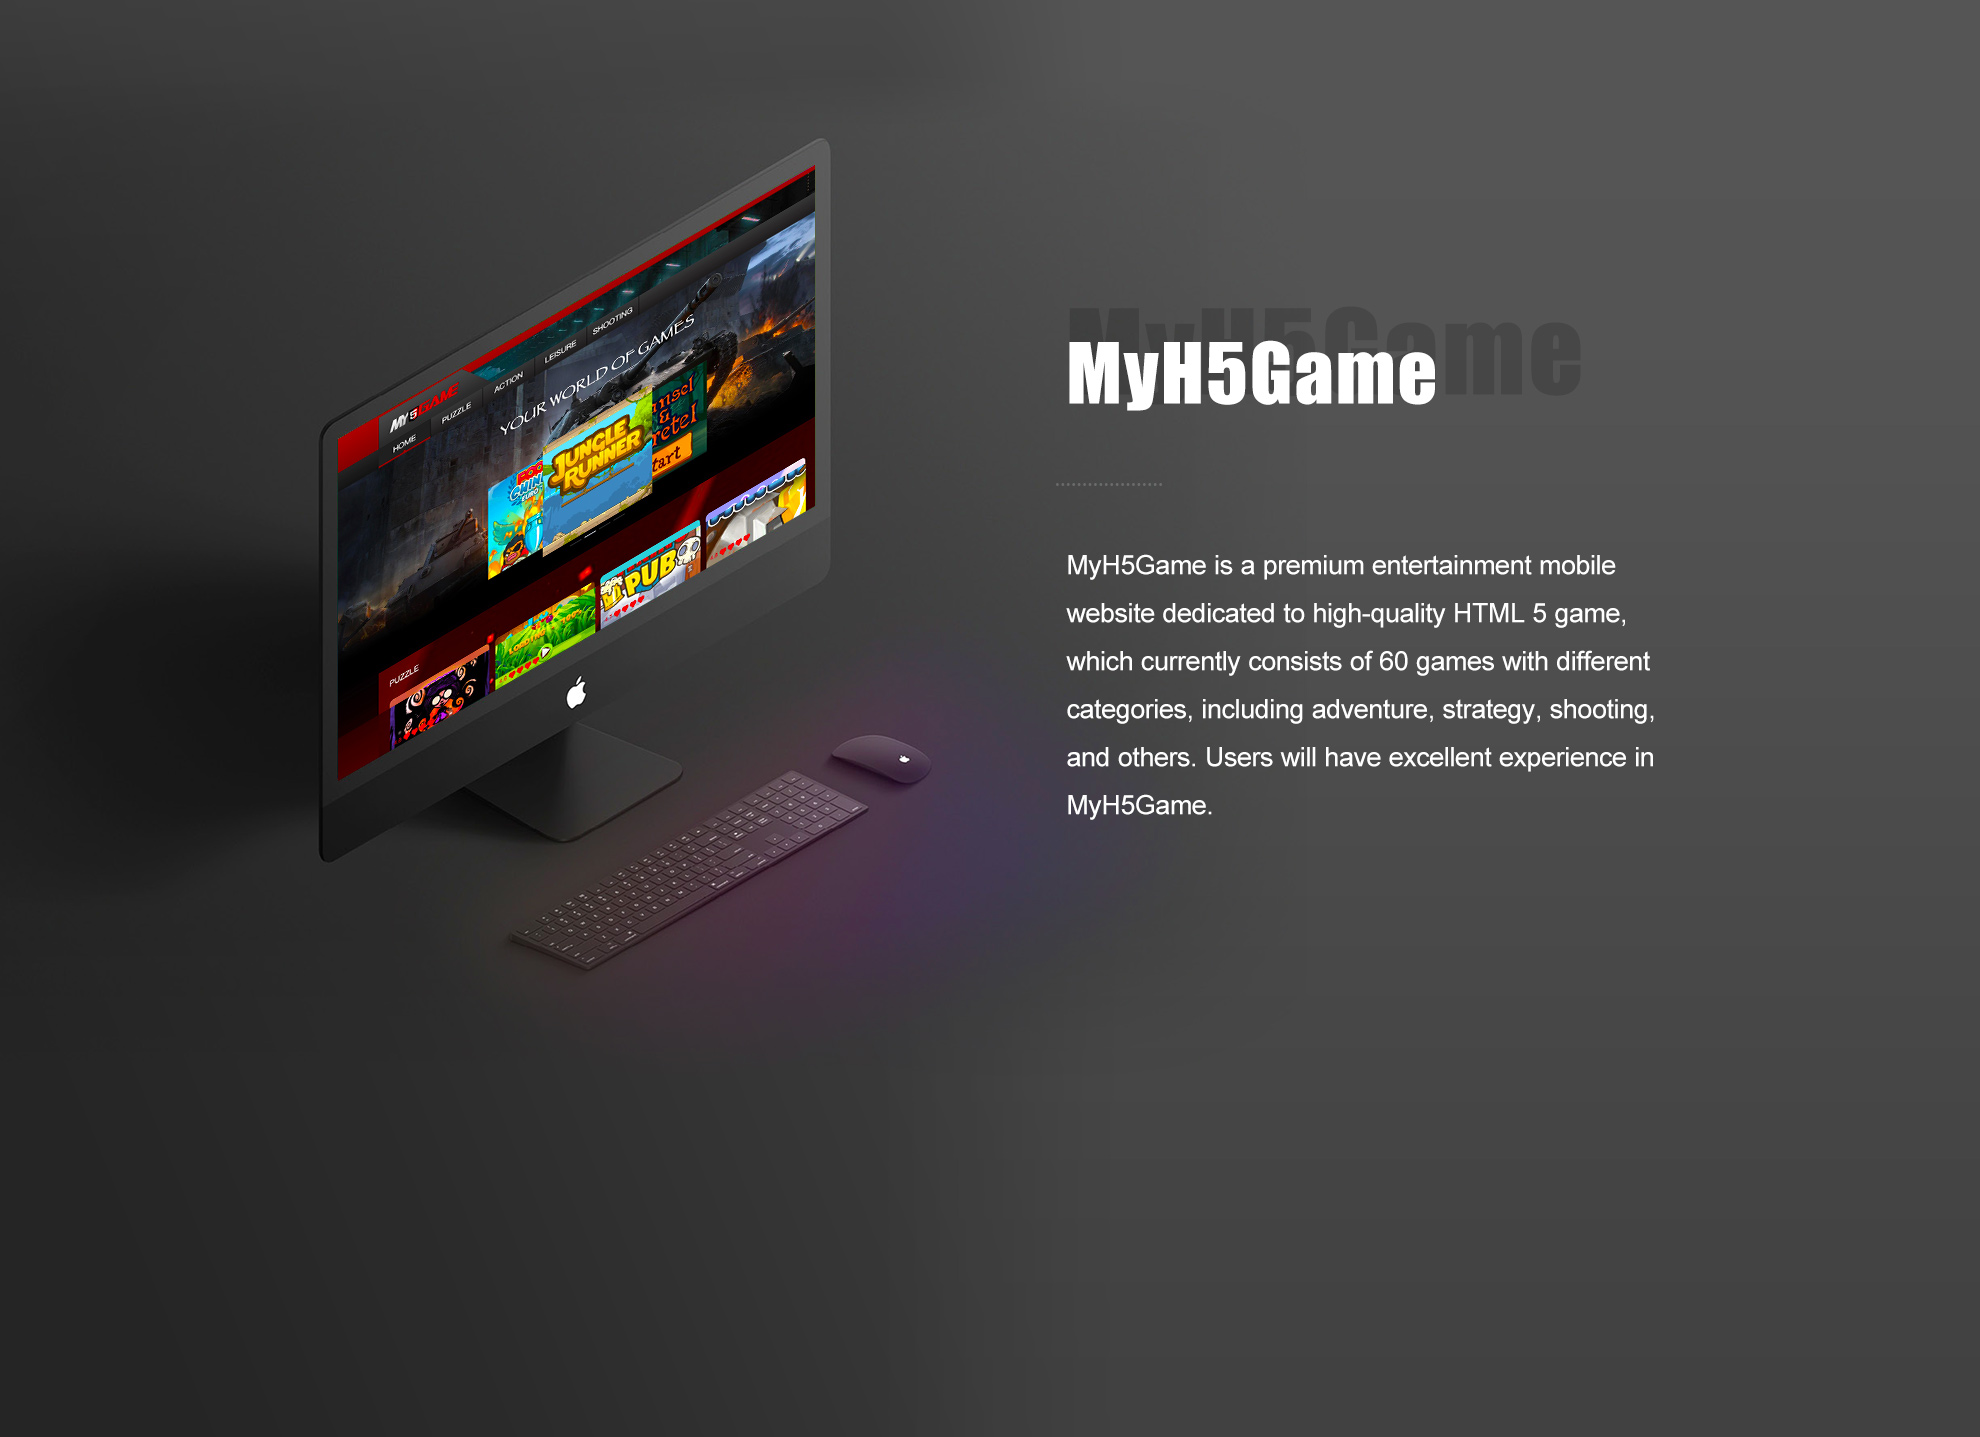 MY5GAME
HOME
PUZZLE
ACTION
LEISURE
SHOOTING
YOUR WORLD OF GAMES
JUNGLE
RUNNER
PUB
PUZZLE
MyH5Game
MyH5Game
MyH5Game is a premium entertainment mobile
website dedicated to high-quality HTML 5 game,
which currently consists of 60 games with different
categories, including adventure, strategy, shooting,
and others. Users will have excellent experience in
MyH5Game.